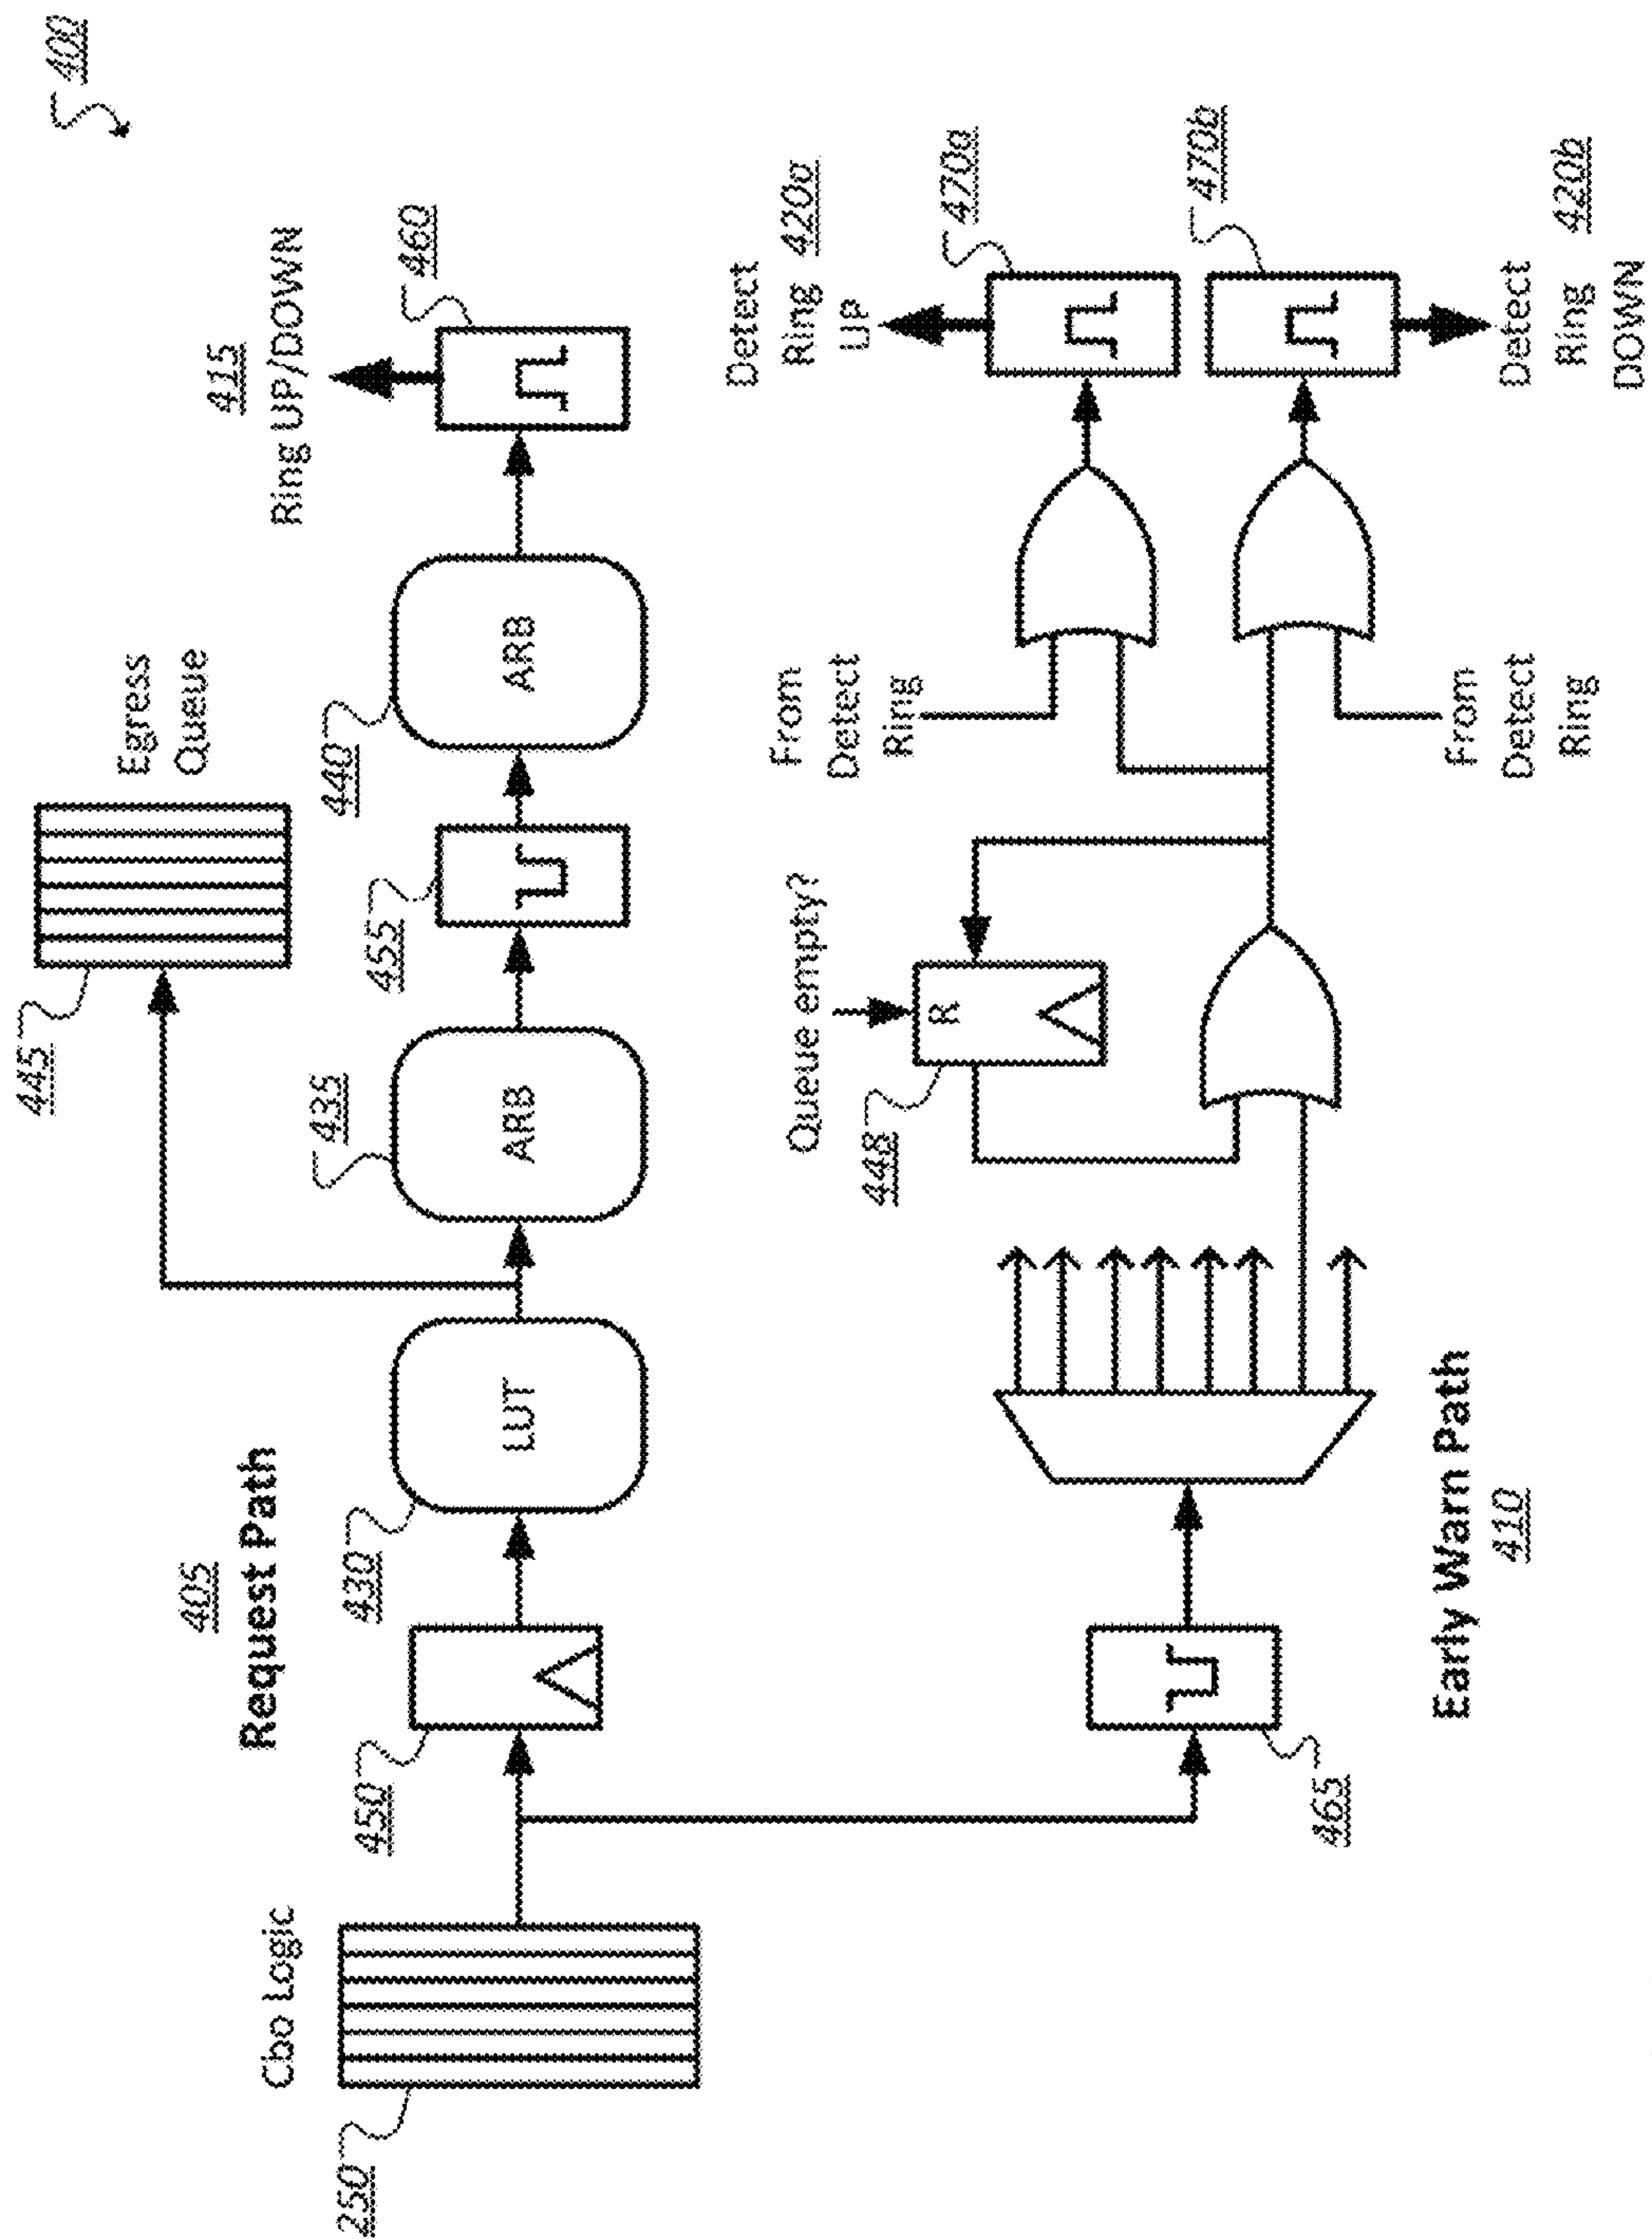 400
445
Egress
Queue
415
Ring UP/DOWN
405
Request Path
435
440
460
Cbo Logic
450
430
LUT
ARB
455
ARB
250
Detect
Ring 420a
UP
From
Detect
Ring
470a
Queue empty?
448
R
470b
465
Early Warn Path
410
From
Detect
Ring
Detect
Ring 420b
DOWN